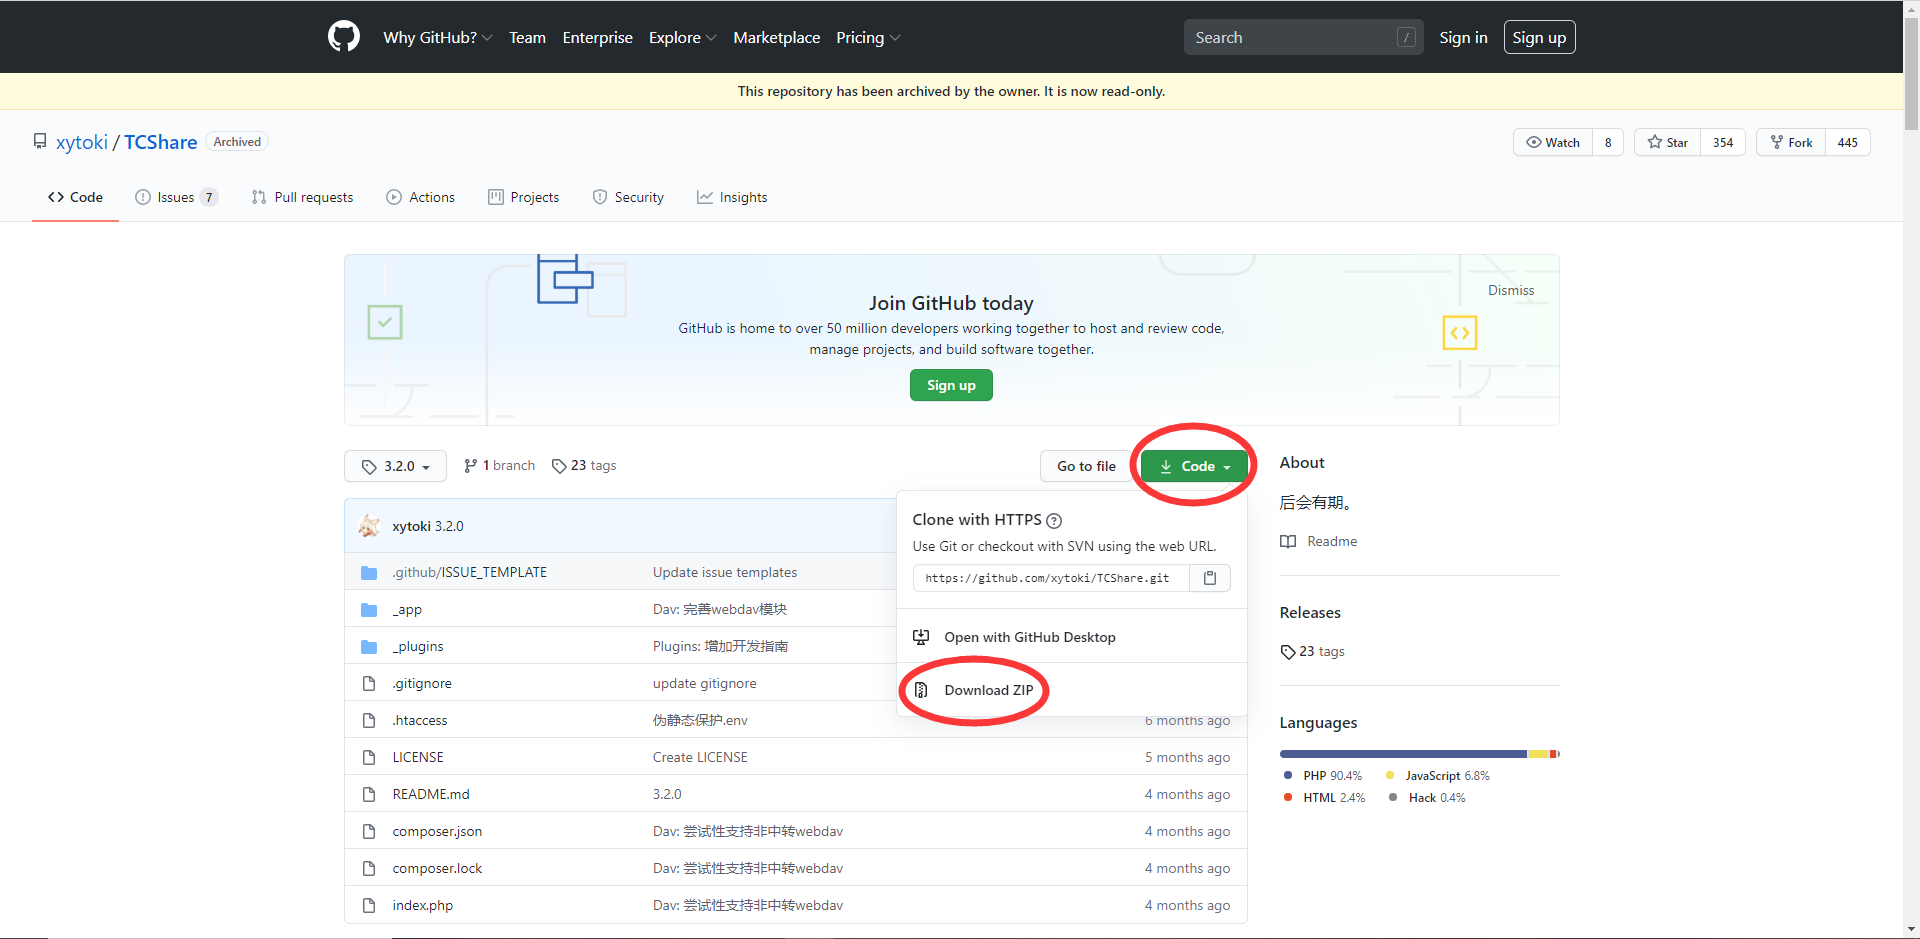 Why GitHub? Team Enterprise Explore Marketplace Pricing Search / Sign in Sign up
This repository has been archived by the owner. It is now read-only.
xytoki / TCShare Archived Watch 8 Star 354 Fork 445
Code Issues 7 Pull requests Actions Projects Security Insights
Join GitHub today
Dismiss
GitHub is home to over 50 million developers working together to host and review code,
manage projects, and build software together.
Sign up
3.2.0 1 branch 23 tags Go to file Code
Clone with HTTPS ?
Use Git or checkout with SVN using the web URL.
https://github.com/xytoki/TCShare.git
Open with GitHub Desktop
Download ZIP
xytoki 3.2.0
.github/ISSUE_TEMPLATE Update issue templates
_app Dav: 完善webdav模块
_plugins Plugins: 增加开发指南
.gitignore update gitignore
.htaccess 伪静态保护.env 6 months ago
LICENSE Create LICENSE 5 months ago
README.md 3.2.0 4 months ago
composer.json Dav: 尝试性支持非中转webdav 4 months ago
composer.lock Dav: 尝试性支持非中转webdav 4 months ago
index.php Dav: 尝试性支持非中转webdav 4 months ago
About
后会有期。
Readme
Releases
23 tags
Languages
PHP 90.4% JavaScript 6.8%
HTML 2.4% Hack 0.4%